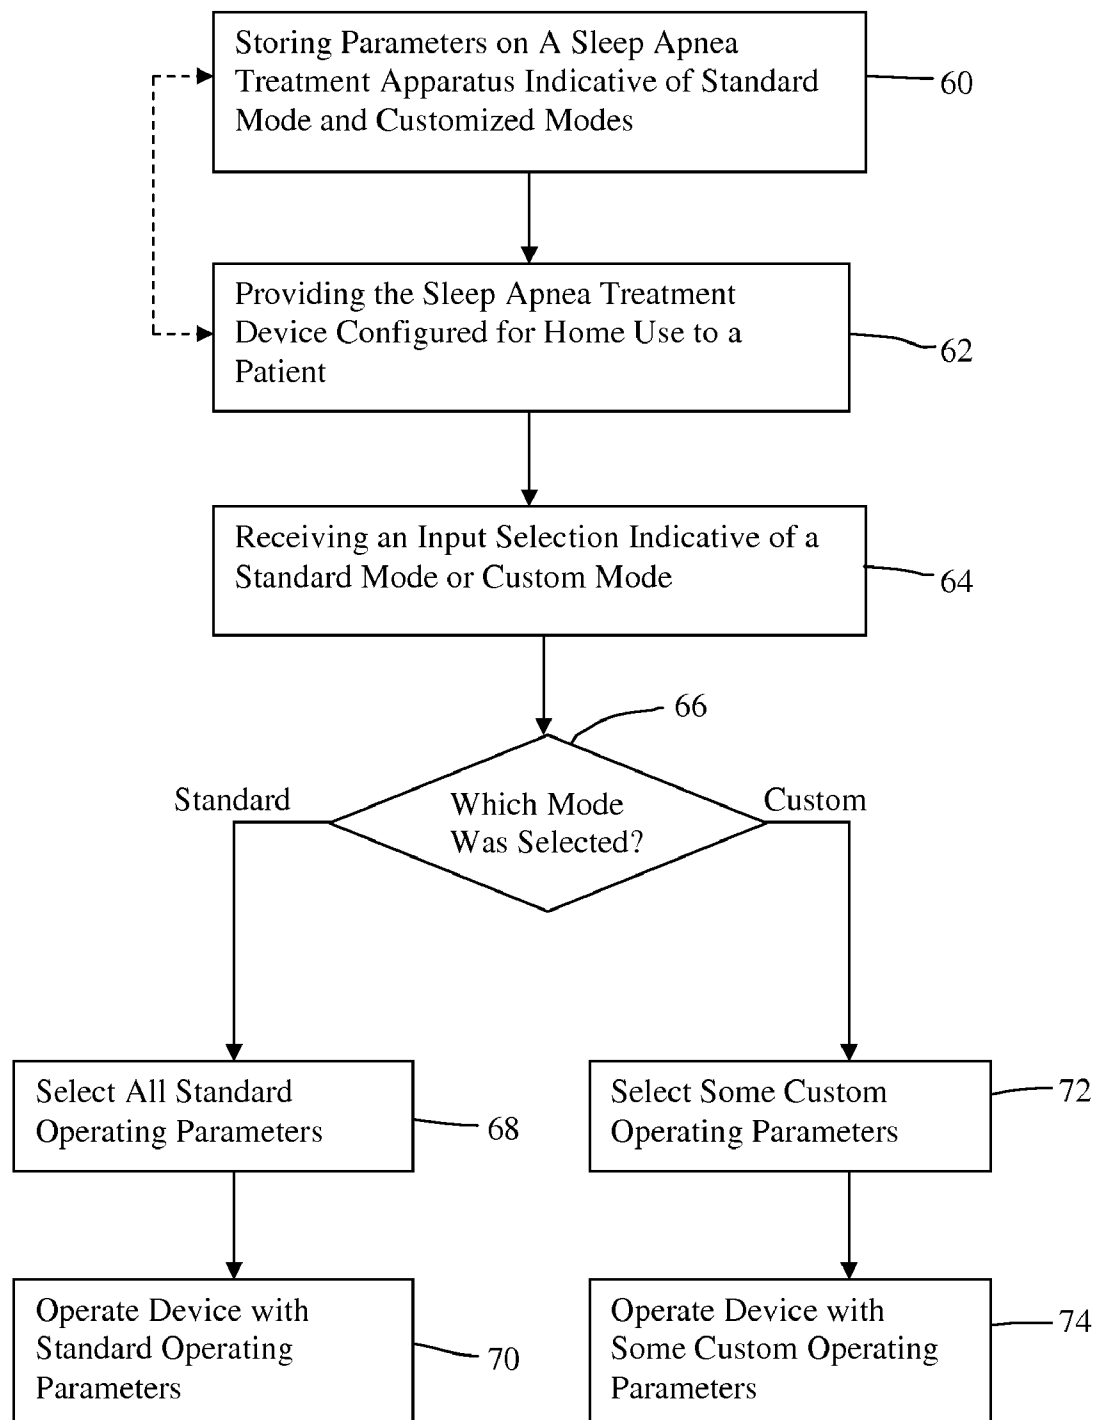 Storing Parameters on A Sleep Apnea
Treatment Apparatus Indicative of Standard
Mode and Customized Modes
60
Providing the Sleep Apnea Treatment
Device Configured for Home Use to a
Patient
62
Receiving an Input Selection Indicative of a
Standard Mode or Custom Mode
64
66
Standard
Which Mode
Was Selected?
Custom
Select All Standard
Operating Parameters
68
Select Some Custom
Operating Parameters
72
Operate Device with
Standard Operating
Parameters
70
Operate Device with
Some Custom Operating
Parameters
74